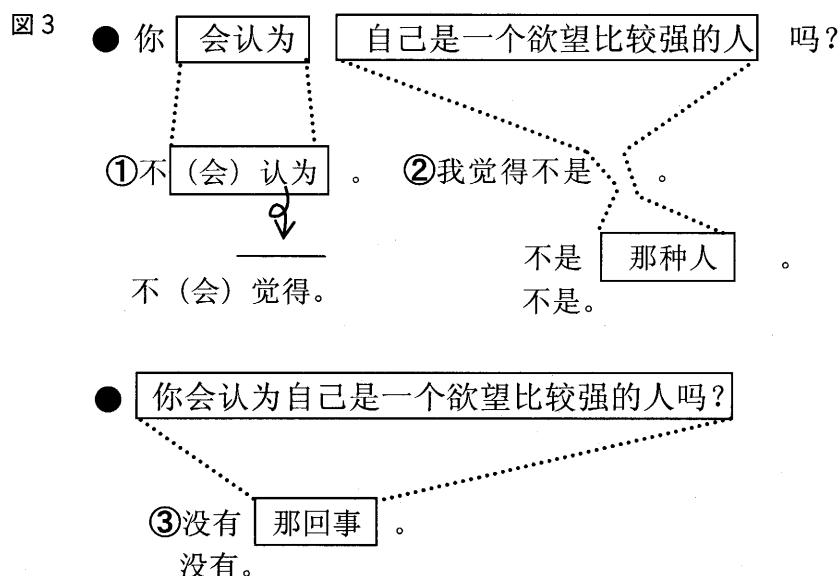 図3
●你 会认为 自己是一个欲望比较强的人 吗？
①不（会）认为 。 ②我觉得不是 。
不是 那种人 。
不（会）觉得。
不是。
●你会认为自己是一个欲望比较强的人吗？
③没有 那回事 。
没有。